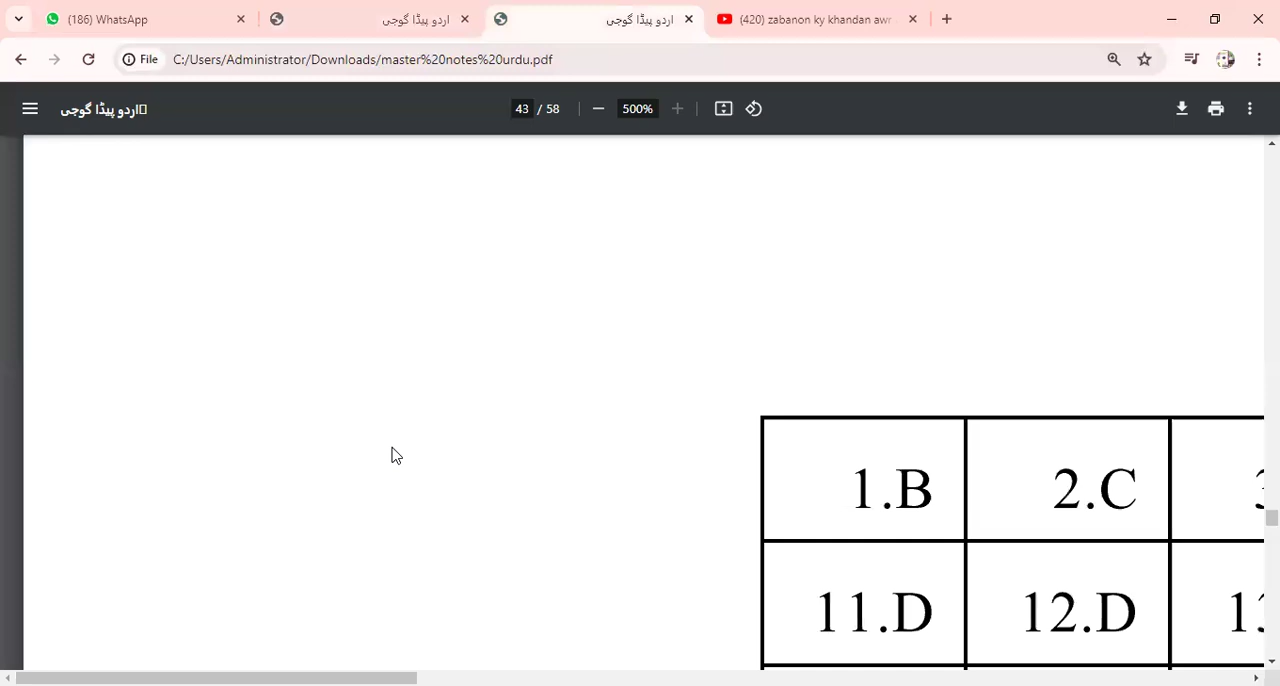 (186) WhatsApp
اردو پیڈا گوجی
اردو پیڈا گوجی
(420) zabanon ky khandan awr
File
C:/Users/Administrator/Downloads/master%20notes%20urdu.pdf
اردو پیڈا گوجی
43 / 58
500%
1.B 2.C
11.D 12.D